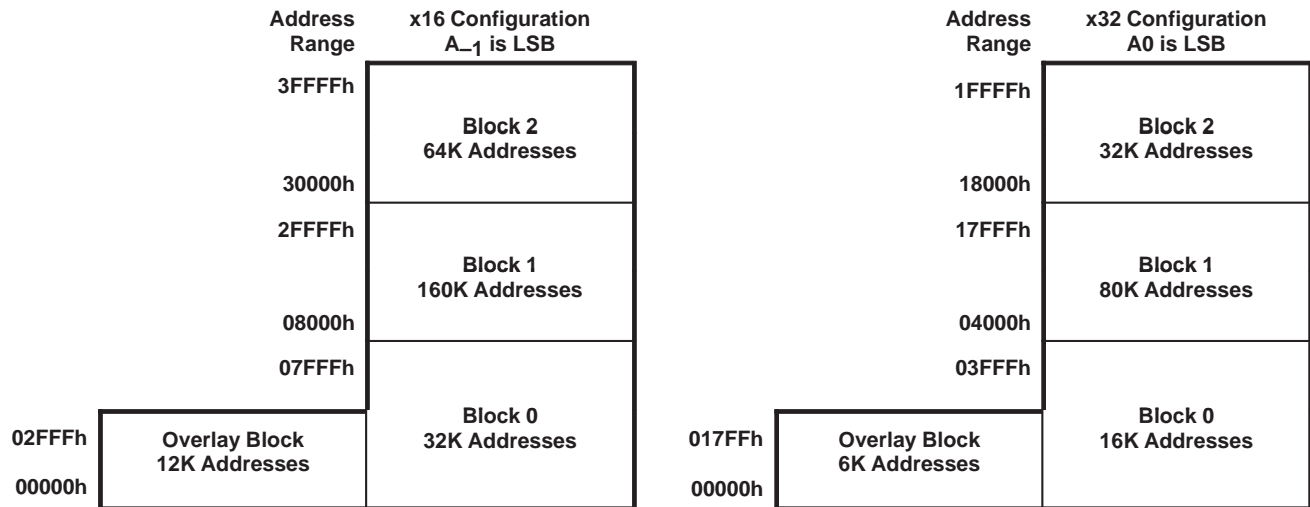 Address
Range
x16 Configuration
A–1 is LSB
3FFFFh
Block 2
64K Addresses
30000h
2FFFFh
Block 1
160K Addresses
08000h
07FFFh
Block 0
32K Addresses
02FFFh
Overlay Block
12K Addresses
00000h
Address
Range
x32 Configuration
A0 is LSB
1FFFFh
Block 2
32K Addresses
18000h
17FFFh
Block 1
80K Addresses
04000h
03FFFh
Block 0
16K Addresses
017FFh
Overlay Block
6K Addresses
00000h